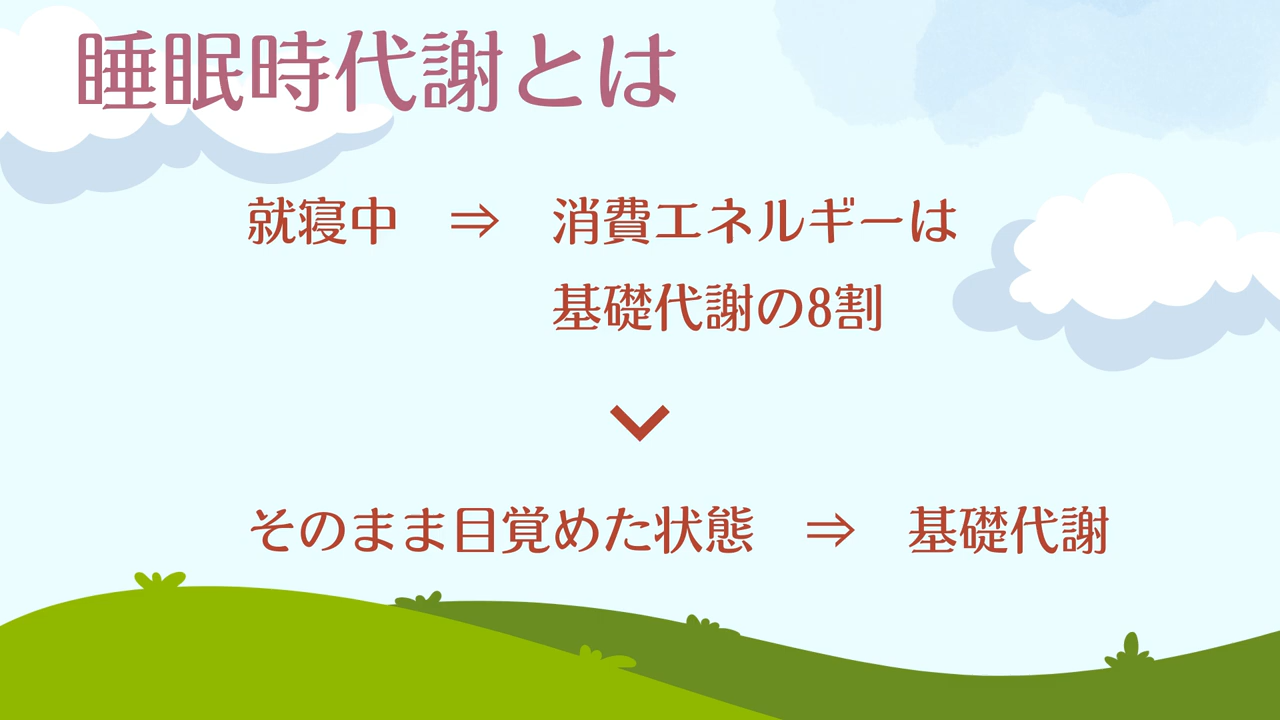 睡眠時代謝とは
就寝中　⇒　消費エネルギーは
基礎代謝の8割
そのまま目覚めた状態　⇒　基礎代謝